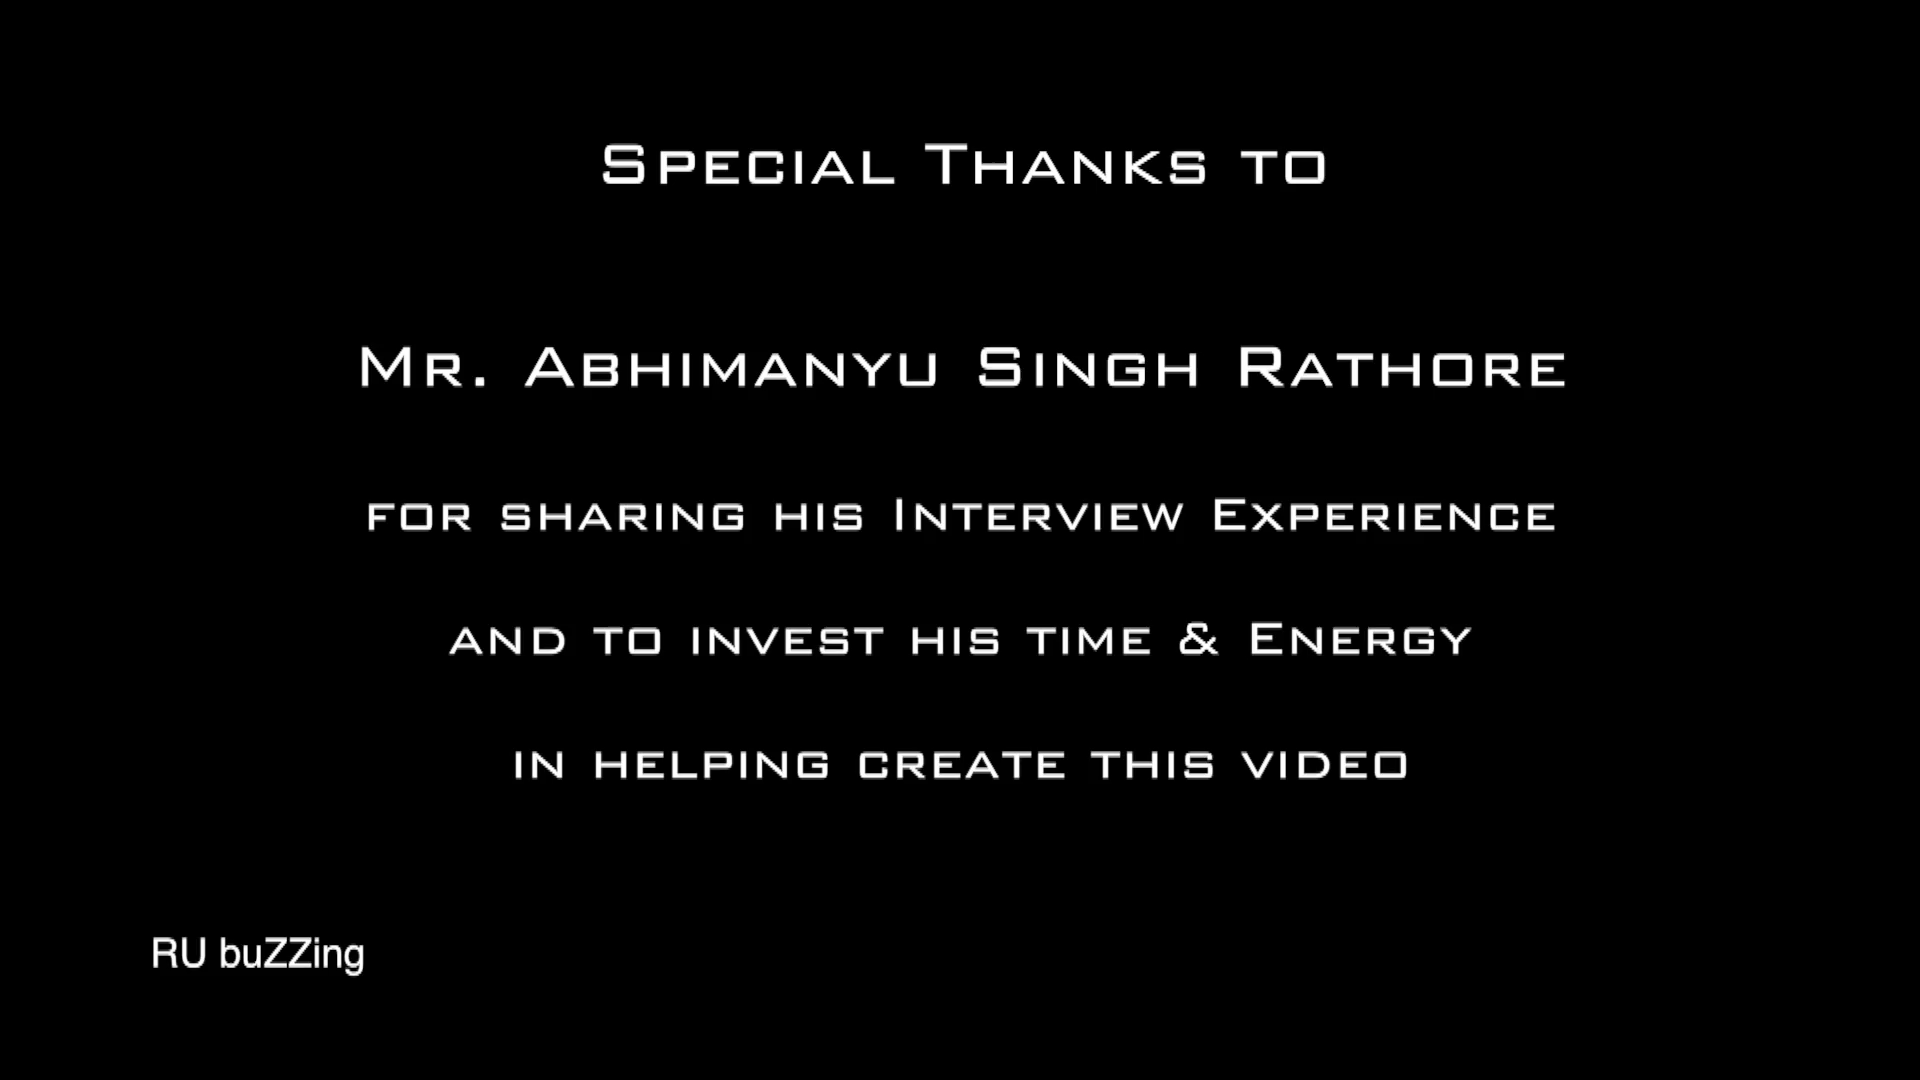 Special Thanks to
Mr. Abhimanyu Singh Rathore
for sharing his Interview Experience
and to invest his time & Energy
in helping create this video
RU buZZing